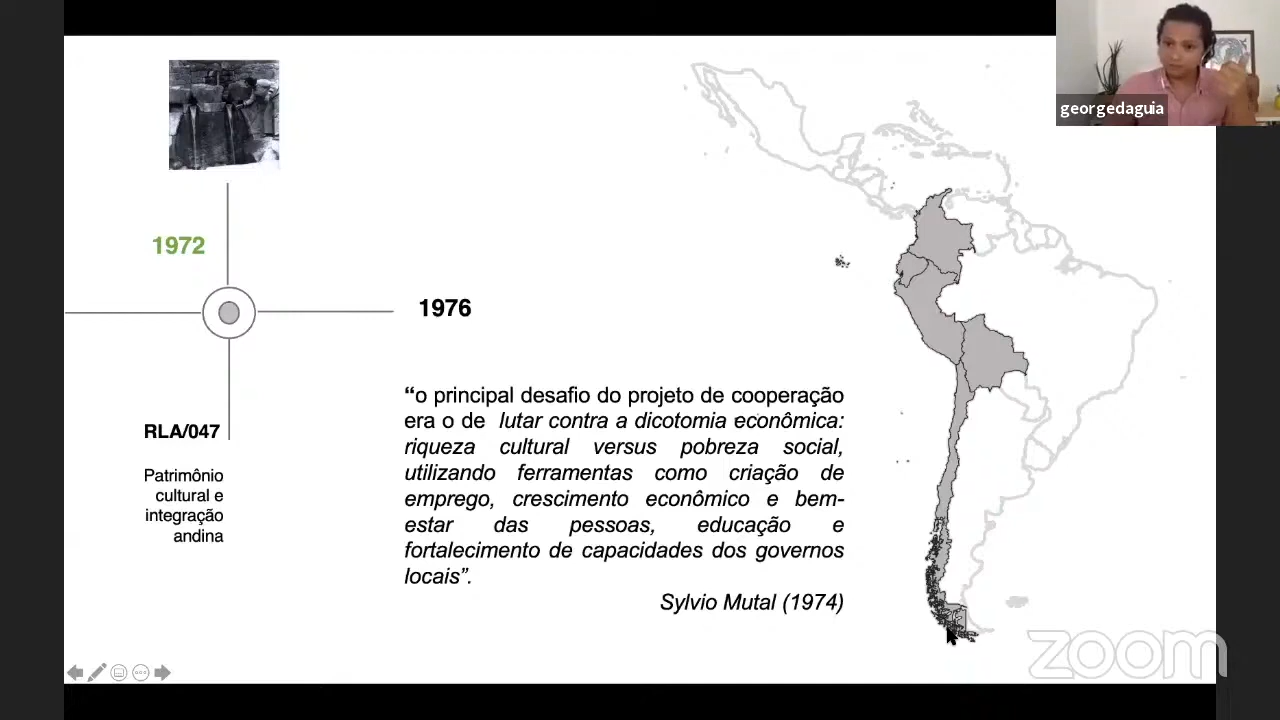 georgedaguia
1972
1976
RLA/047
Patrimônio
cultural e
integração
andina
“o principal desafio do projeto de cooperação
era o de lutar contra a dicotomia econômica:
riqueza cultural versus pobreza social,
utilizando ferramentas como criação de
emprego, crescimento econômico e bem-
estar das pessoas, educação e
fortalecimento de capacidades dos governos
locais”.
Sylvio Mutal (1974)
zoom